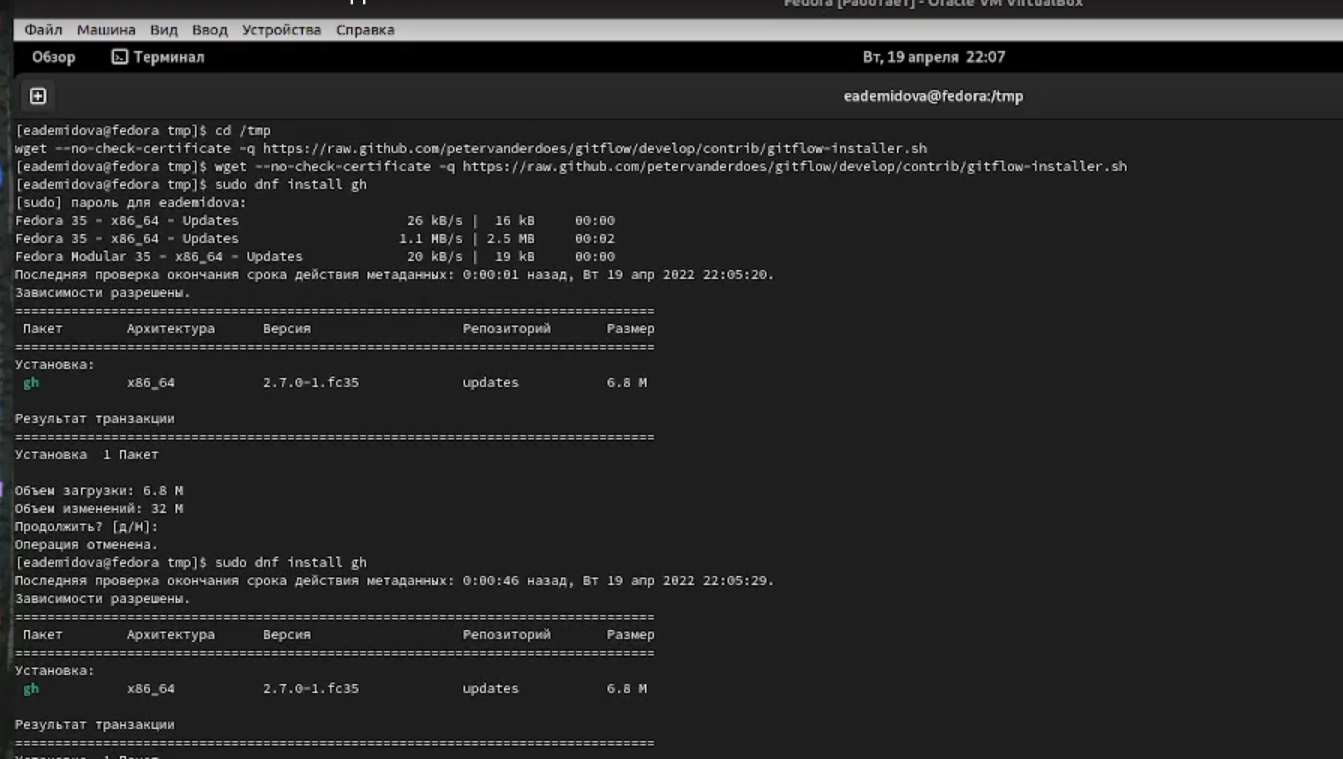 Fedora [Работает] - Oracle VM VirtualBox
Файл Машина Вид Ввод Устройства Справка
Обзор Терминал Вт, 19 апреля 22:07
eademidova@fedora:/tmp
[eademidova@fedora tmp]$ cd /tmp
wget --no-check-certificate -q https://raw.github.com/petervanderdoes/gitflow/develop/contrib/gitflow-installer.sh
[eademidova@fedora tmp]$ wget --no-check-certificate -q https://raw.github.com/petervanderdoes/gitflow/develop/contrib/gitflow-installer.sh
[eademidova@fedora tmp]$ sudo dnf install gh
[sudo] пароль для eademidova:
Fedora 35 - x86_64 - Updates 26 kB/s | 16 kB 00:00
Fedora 35 - x86_64 - Updates 1.1 MB/s | 2.5 MB 00:02
Fedora Modular 35 - x86_64 - Updates 20 kB/s | 19 kB 00:00
Последняя проверка окончания срока действия метаданных: 0:00:01 назад, Вт 19 апр 2022 22:05:20.
Зависимости разрешены.
================================================================================
Пакет Архитектура Версия Репозиторий Размер
================================================================================
Установка:
gh x86_64 2.7.0-1.fc35 updates 6.8 M
Результат транзакции
================================================================================
Установка 1 Пакет
Объем загрузки: 6.8 M
Объем изменений: 32 M
Продолжить? [д/Н]:
Операция отменена.
[eademidova@fedora tmp]$ sudo dnf install gh
Последняя проверка окончания срока действия метаданных: 0:00:46 назад, Вт 19 апр 2022 22:05:29.
Зависимости разрешены.
================================================================================
Пакет Архитектура Версия Репозиторий Размер
================================================================================
Установка:
gh x86_64 2.7.0-1.fc35 updates 6.8 M
Результат транзакции
================================================================================
Установка 1 Пакет